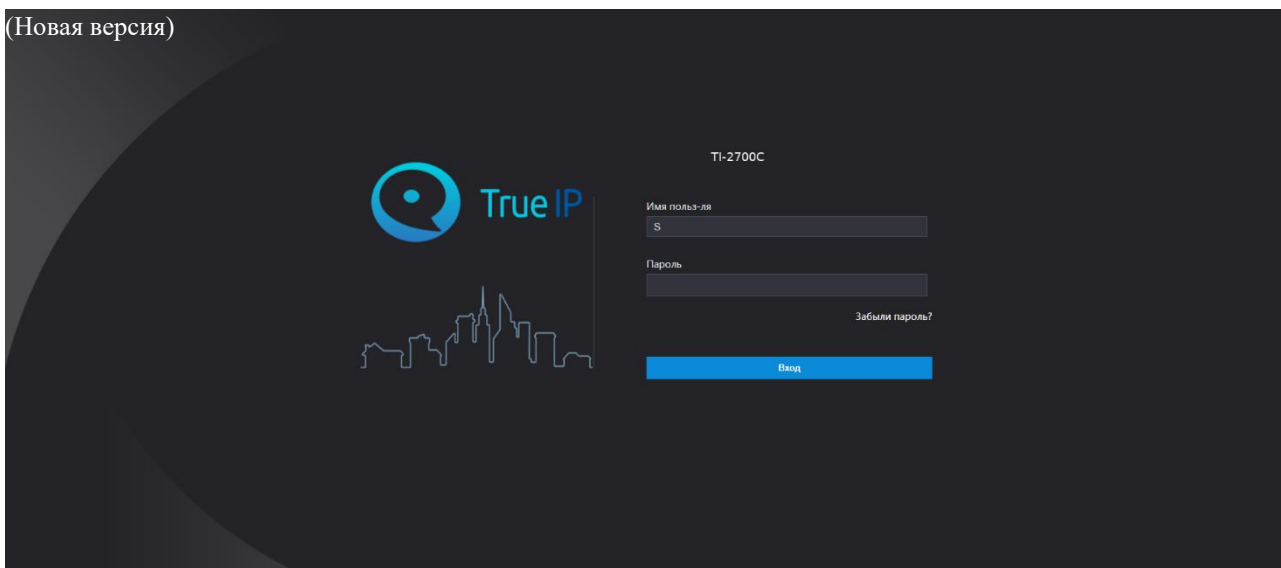 (Новая версия)
TI-2700C
True IP
Имя польз-ля
S
Пароль
Забыли пароль?
Вход